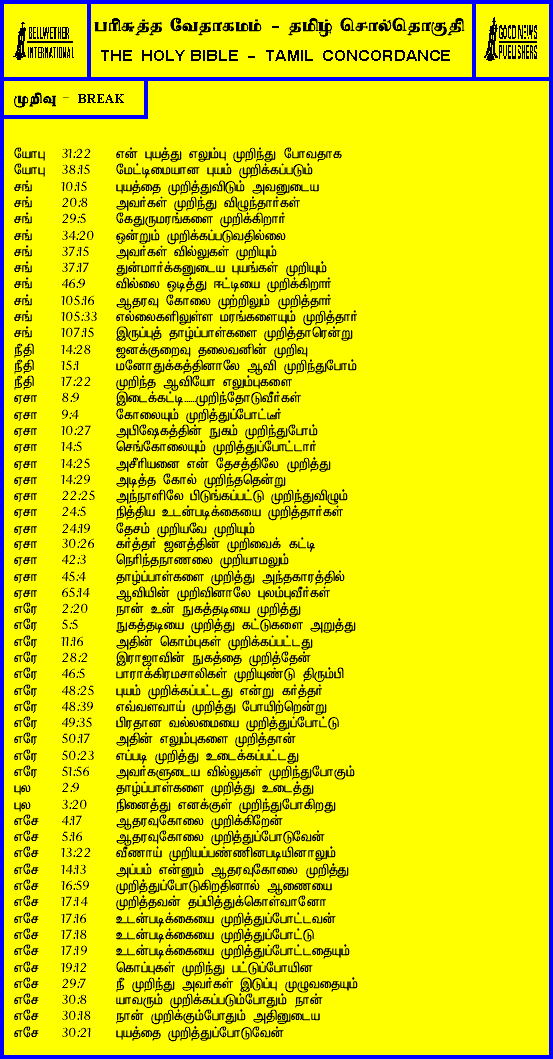 BELLWETHER INTERNATIONAL
பரிசுத்த வேதாகமம் - தமிழ் சொல்தொகுதி
THE HOLY BIBLE - TAMIL CONCORDANCE
GOOD NEWS PUBLISHERS
முறிவு - BREAK
யோபு 31:22 என் புயத்து எலும்பு முறிந்து போவதாக
யோபு 38:15 மேட்டிமையான புயம் முறிக்கப்படும்
சங் 10:15 புயத்தை முறித்துவிடும் அவனுடைய
சங் 20:8 அவர்கள் முறிந்து விழுந்தார்கள்
சங் 29:5 கேதுருமரங்களை முறிக்கிறார்
சங் 34:20 ஒன்றும் முறிக்கப்படுவதில்லை
சங் 37:15 அவர்கள் வில்லுகள் முறியும்
சங் 37:17 துன்மார்க்கனுடைய புயங்கள் முறியும்
சங் 46:9 வில்லை ஒடித்து ஈட்டியை முறிக்கிறார்
சங் 105:16 ஆதரவு கோலை முற்றிலும் முறித்தார்
சங் 105:33 எல்லைகளிலுள்ள மரங்களையும் முறித்தார்
சங் 107:15 இருப்புத் தாழ்ப்பாள்களை முறித்தாரென்று
நீதி 14:28 ஜனக்குறைவு தலைவனின் முறிவு
நீதி 15:1 மனோதுக்கத்தினாலே ஆவி முறிந்துபோம்
நீதி 17:22 முறிந்த ஆவியோ எலும்புகளை
ஏசா 8:9 இடைக்கட்டி.....முறிந்தோடுவீர்கள்
ஏசா 9:4 கோலையும் முறித்துப்போட்டீர்
ஏசா 10:27 அபிஷேகத்தின் நுகம் முறிந்துபோம்
ஏசா 14:5 செங்கோலையும் முறித்துப்போட்டார்
ஏசா 14:25 அசீரியனை என் தேசத்திலே முறித்து
ஏசா 14:29 அடித்த கோல் முறிந்ததென்று
ஏசா 22:25 அந்நாளிலே பிடுங்கப்பட்டு முறிந்துவிழும்
ஏசா 24:5 நித்திய உடன்படிக்கையை முறித்தார்கள்
ஏசா 24:19 தேசம் முறியவே முறியும்
ஏசா 30:26 கர்த்தர் ஜனத்தின் முறிவைக் கட்டி
ஏசா 42:3 நெரிந்தநாணலை முறியாமலும்
ஏசா 45:4 தாழ்ப்பாள்களை முறித்து அந்தகாரத்தில்
ஏசா 65:14 ஆவியின் முறிவினாலே புலம்புவீர்கள்
எரே 2:20 நான் உன் நுகத்தடியை முறித்து
எரே 5:5 நுகத்தடியை முறித்து கட்டுகளை அறுத்து
எரே 11:16 அதின் கொம்புகள் முறிக்கப்பட்டது
எரே 28:2 இராஜாவின் நுகத்தை முறித்தேன்
எரே 46:5 பாராக்கிரமசாலிகள் முறியுண்டு திரும்பி
எரே 48:25 புயம் முறிக்கப்பட்டது என்று கர்த்தர்
எரே 48:39 எவ்வளவாய் முறித்து போயிற்றென்று
எரே 49:35 பிரதான வல்லமையை முறித்துப்போட்டு
எரே 50:17 அதின் எலும்புகளை முறித்தான்
எரே 50:23 எப்படி முறித்து உடைக்கப்பட்டது
எரே 51:56 அவர்களுடைய வில்லுகள் முறிந்துபோகும்
புல 2:9 தாழ்ப்பாள்களை முறித்து உடைத்து
புல 3:20 நினைத்து எனக்குள் முறிந்துபோகிறது
எசே 4:17 ஆதரவுகோலை முறிக்கிறேன்
எசே 5:16 ஆதரவுகோலை முறித்துப்போடுவேன்
எசே 13:22 வீணாய் முறியப்பண்ணினபடியினாலும்
எசே 14:13 அப்பம் என்னும் ஆதரவுகோலை முறித்து
எசே 16:59 முறித்துப்போடுகிறதினால் ஆணையை
எசே 17:14 முறித்தவன் தப்பித்துக்கொள்வானோ
எசே 17:16 உடன்படிக்கையை முறித்துப்போட்டவன்
எசே 17:18 உடன்படிக்கையை முறித்துப்போட்டு
எசே 17:19 உடன்படிக்கையை முறித்துப்போட்டதையும்
எசே 19:12 கொப்புகள் முறிந்து பட்டுப்போயின
எசே 29:7 நீ முறிந்து அவர்கள் இடுப்பு முழுவதையும்
எசே 30:8 யாவரும் முறிக்கப்படும்போதும் நான்
எசே 30:18 நான் முறிக்கும்போதும் அதினுடைய
எசே 30:21 புயத்தை முறித்துப்போடுவேன்